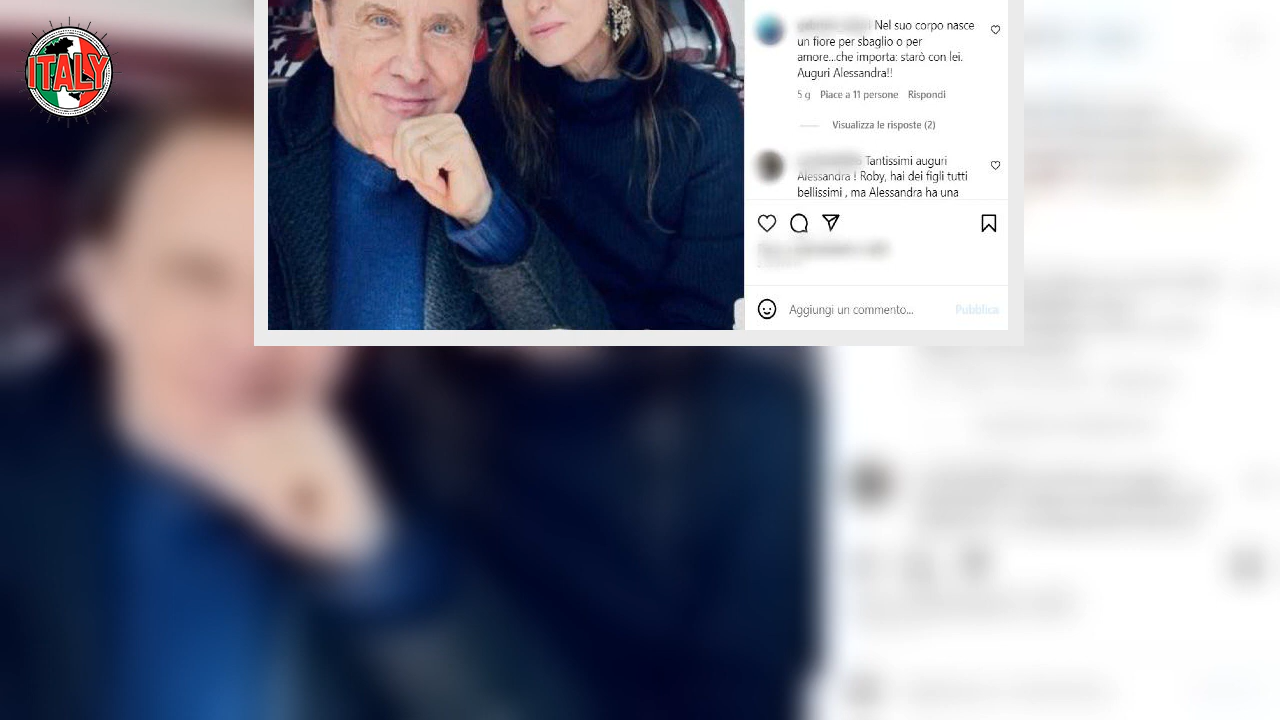 ITALY
Nel suo corpo nasce
un fiore per sbaglio o per
amore...che importa: starò con lei.
Auguri Alessandra!!
5 g Piace a 11 persone Rispondi
Visualizza le risposte (2)
Tantissimi auguri
Alessandra ! Roby, hai dei figli tutti
bellissimi , ma Alessandra ha una
Aggiungi un commento...
Pubblica